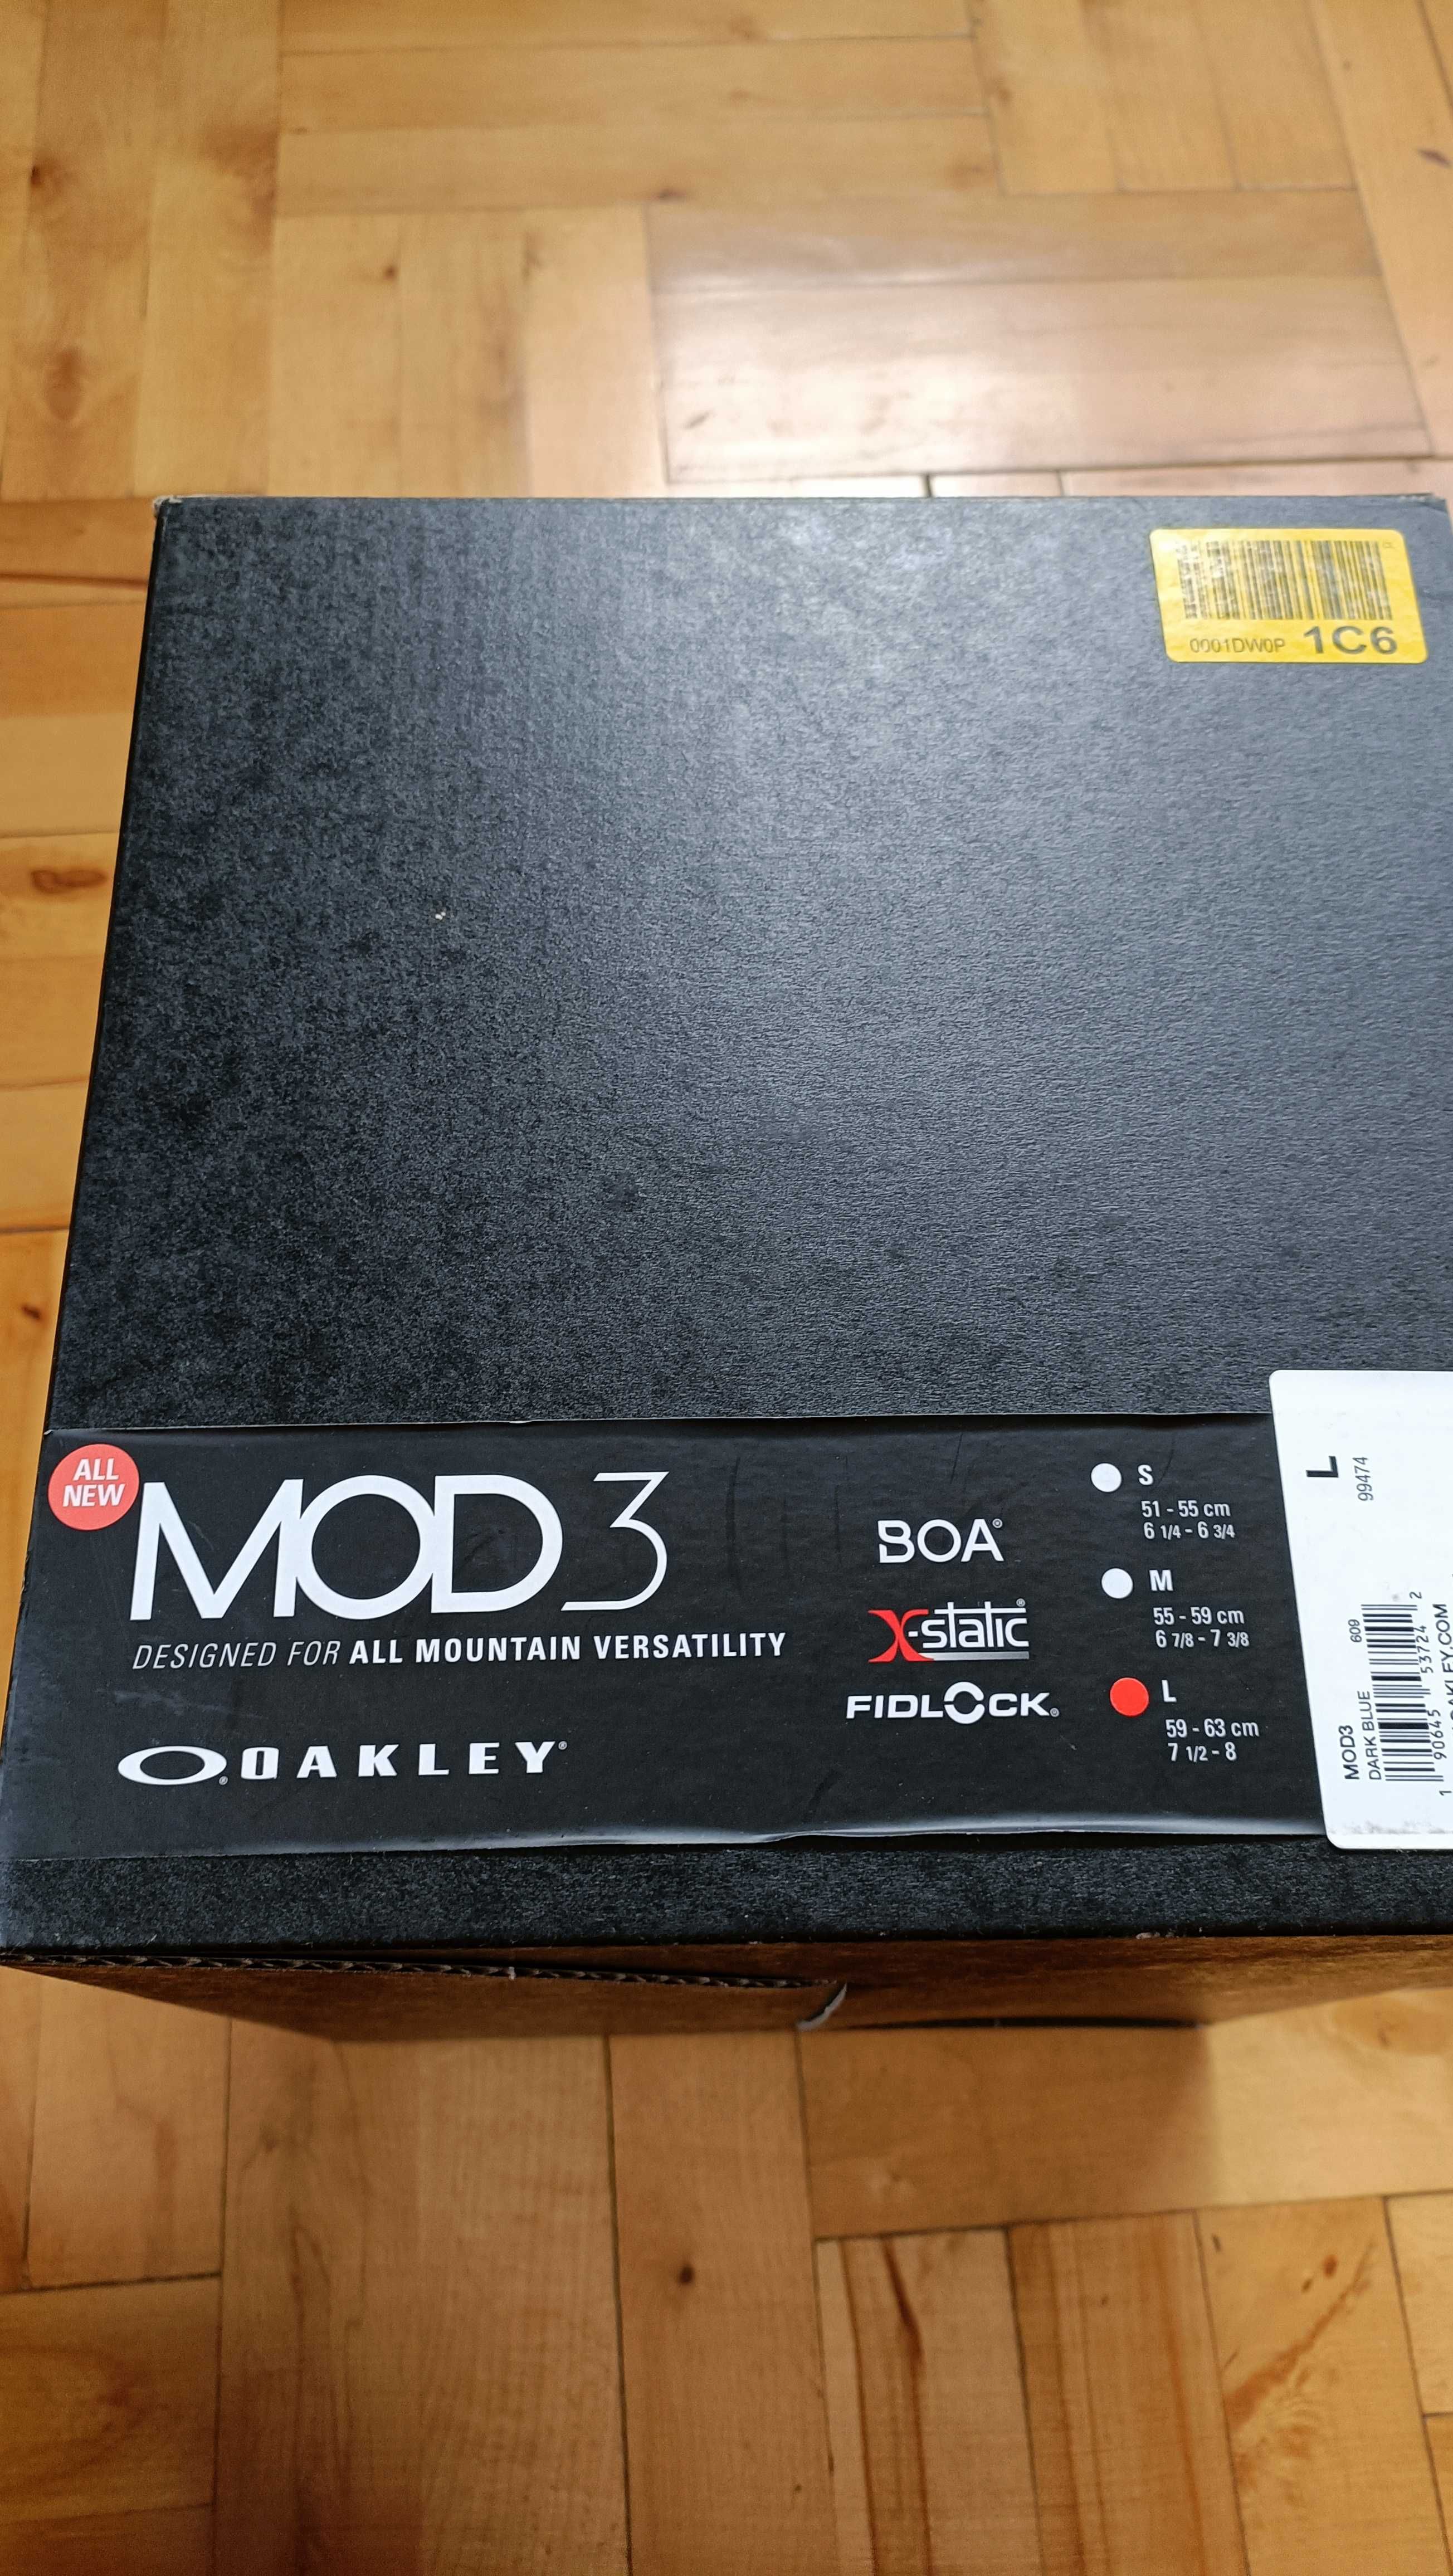 R
0001DW0P 1C6
ALL
NEW
MOD3
DESIGNED FOR ALL MOUNTAIN VERSATILITY
OAKLEY®
BOA®
X-static®
FIDLOCK®
S
51 - 55 cm
6 1/4 - 6 3/4
M
55 - 59 cm
6 7/8 - 7 3/8
L
59 - 63 cm
7 1/2 - 8
L
99474
MOD3
DARK BLUE 609
1 90645 53724 2